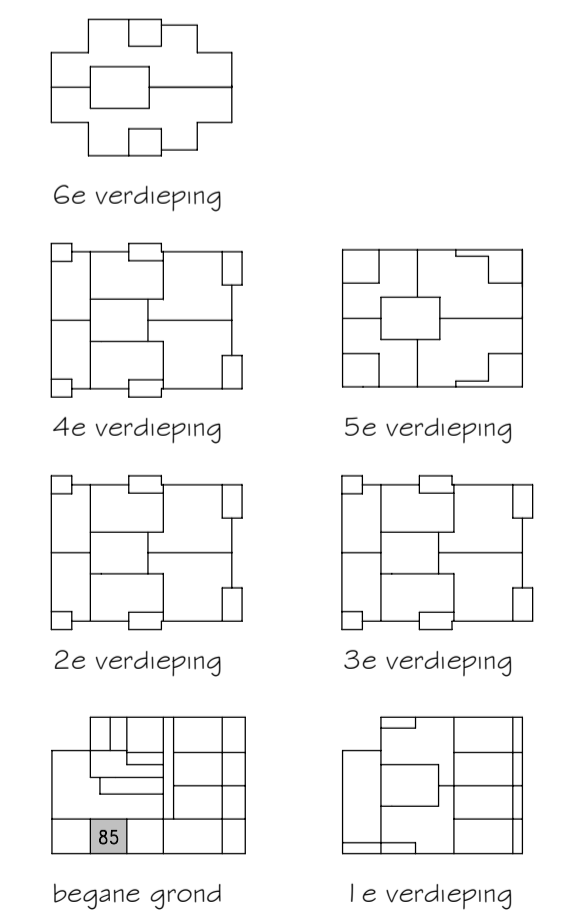 6e verdieping
4e verdieping
5e verdieping
2e verdieping
3e verdieping
85
begane grond
1e verdieping